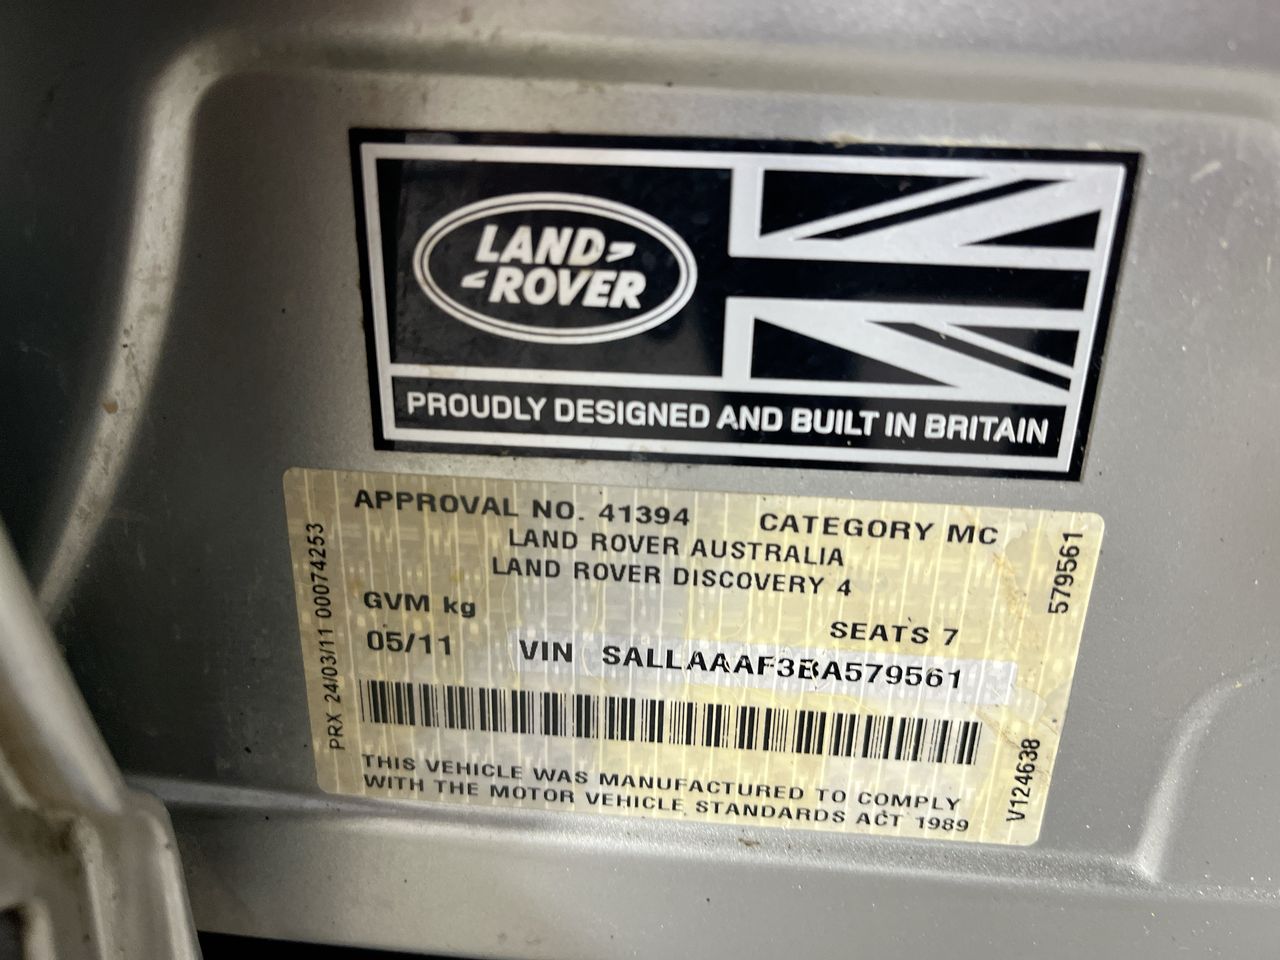 LAND
ROVER
PROUDLY DESIGNED AND BUILT IN BRITAIN
APPROVAL NO. 41394 CATEGORY MC
LAND ROVER AUSTRALIA
LAND ROVER DISCOVERY 4
GVM kg
SEATS 7
05/11 VIN SALLAAAF3BA579561
THIS VEHICLE WAS MANUFACTURED TO COMPLY
WITH THE MOTOR VEHICLE STANDARDS ACT 1989
PRX 24/03/11 00074253
579561
V124638